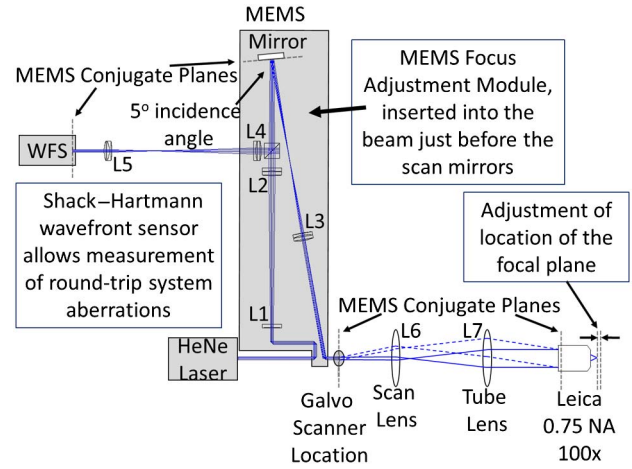 MEMS
Mirror
MEMS Conjugate Planes
5º incidence
angle
MEMS Focus
Adjustment Module,
inserted into the
beam just before the
scan mirrors
WFS
L5
L4
L2
L3
L1
Shack–Hartmann
wavefront sensor
allows measurement
of round-trip system
aberrations
Adjustment of
location of the
focal plane
MEMS Conjugate Planes
L6
L7
HeNe
Laser
Galvo
Scanner
Location
Scan
Lens
Tube
Lens
Leica
0.75 NA
100x